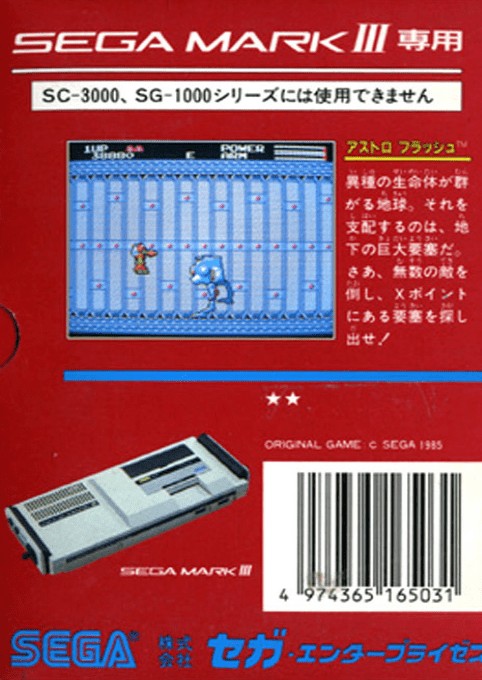 SEGA MARK III 専用
SC-3000、SG-1000シリーズには使用できません
1UP
38880
E
POWER
ARM
アストロ フラッシュ™
異種の生命体が群
がる地球。それを
支配するのは、地
下の巨大要塞だ。
さあ、無数の敵を
倒し、Xポイント
にある要塞を探し
出せ!
★★
ORIGINAL GAME: c SEGA 1985
SEGA MARK III
4 974365 165031
SEGA® 株式会社 セガ・エンタープライゼス